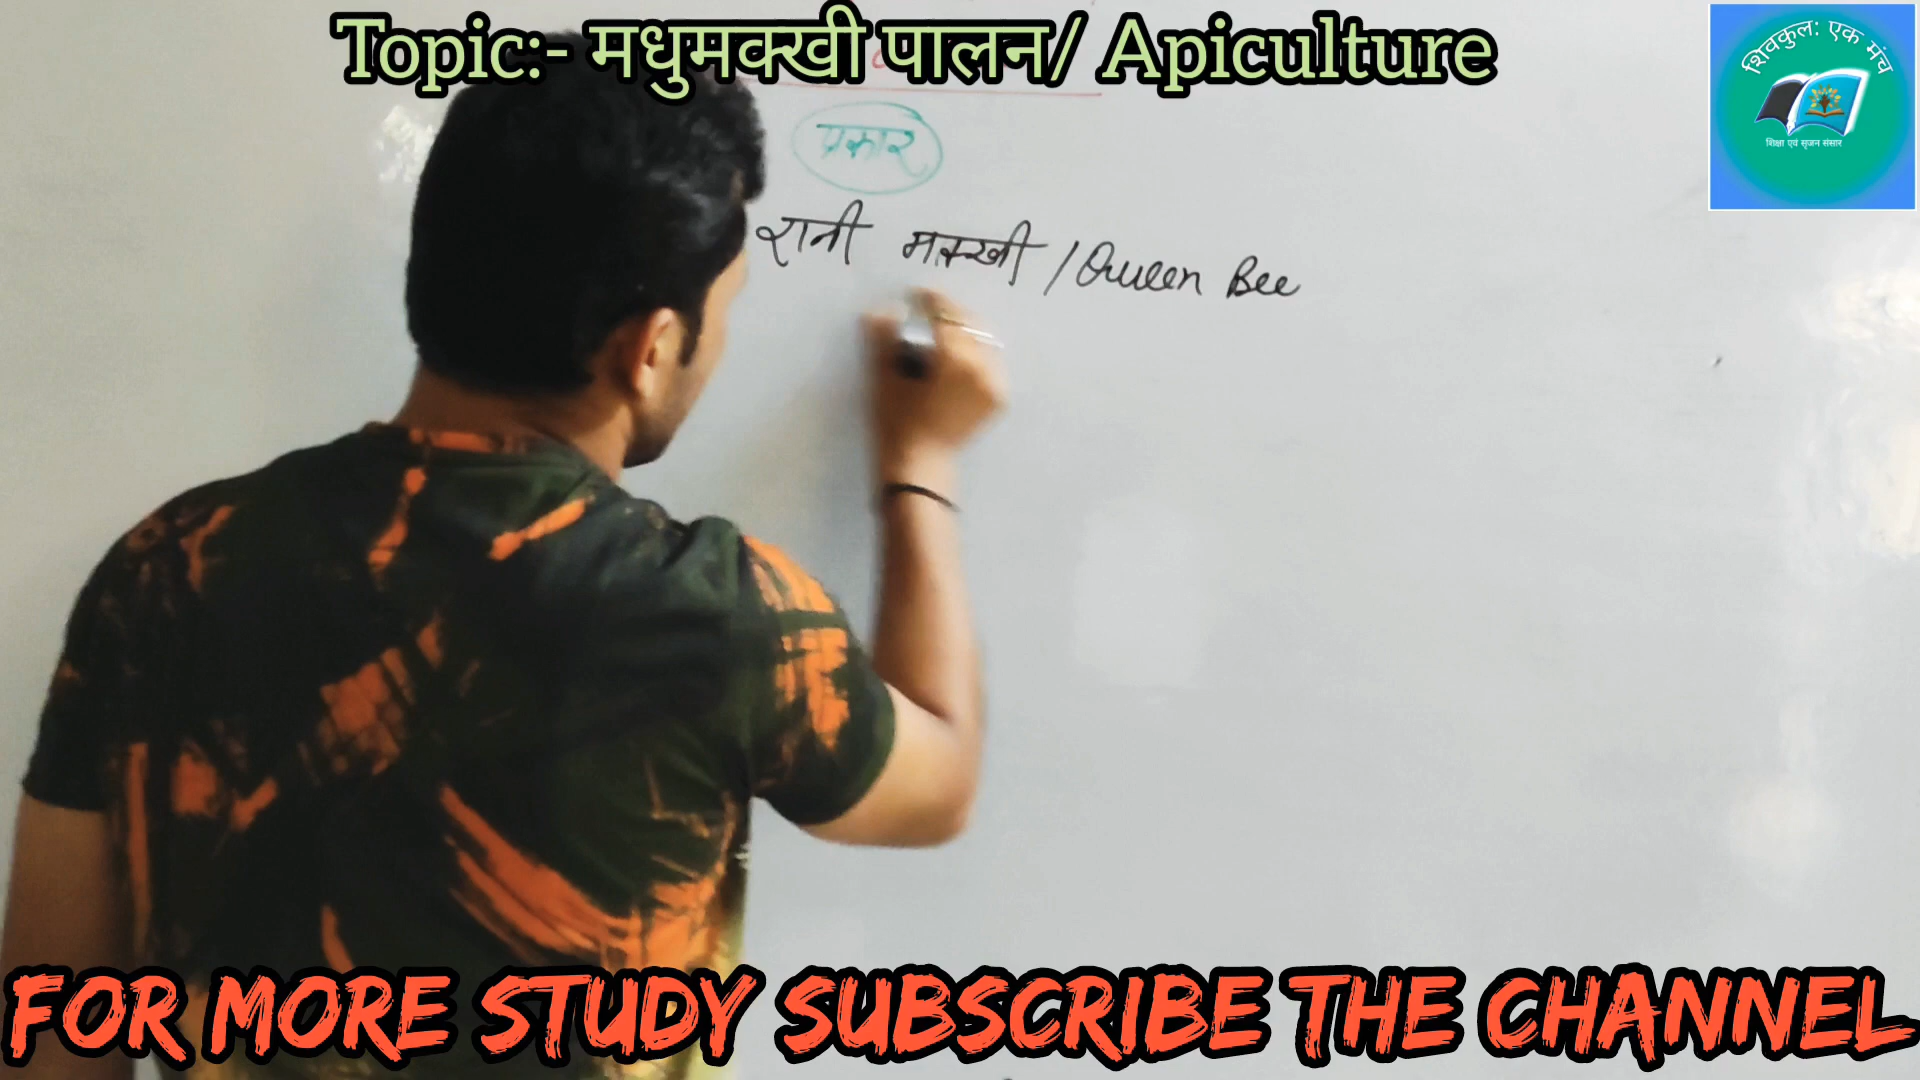 Topic:- मधुमक्खी पालन/ Apiculture
शिवकुल: एक मंच
शिक्षा एवं सृजन संसार
प्रकार
रानी मक्खी / Queen Bee
FOR MORE STUDY SUBSCRIBE THE CHANNEL